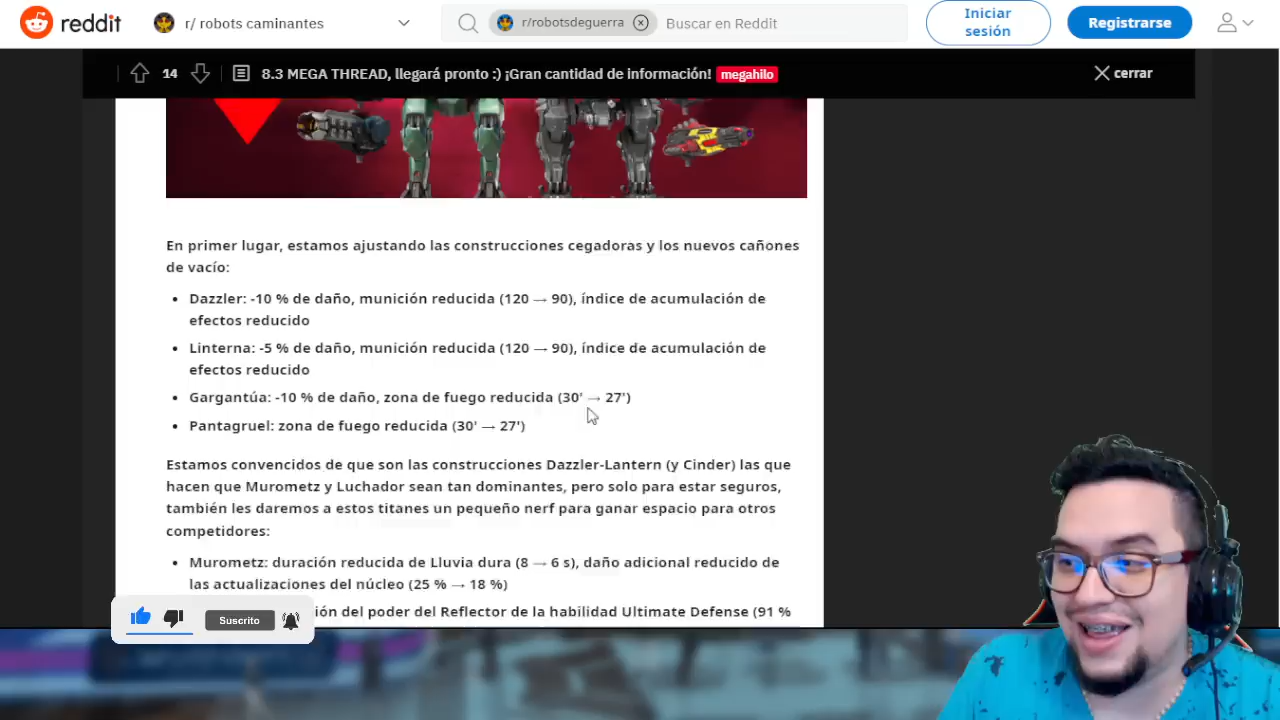 reddit
r/ robots caminantes
r/robotsdeguerra
Buscar en Reddit
Iniciar
sesión
Registrarse
14
8.3 MEGA THREAD, llegará pronto :) ¡Gran cantidad de información!
megahilo
cerrar
En primer lugar, estamos ajustando las construcciones cegadoras y los nuevos cañones
de vacío:
• Dazzler: -10 % de daño, munición reducida (120 → 90), índice de acumulación de
efectos reducido
• Linterna: -5 % de daño, munición reducida (120 → 90), índice de acumulación de
efectos reducido
• Gargantúa: -10 % de daño, zona de fuego reducida (30' → 27')
• Pantagruel: zona de fuego reducida (30' → 27')
Estamos convencidos de que son las construcciones Dazzler-Lantern (y Cinder) las que
hacen que Murometz y Luchador sean tan dominantes, pero solo para estar seguros,
también les daremos a estos titanes un pequeño nerf para ganar espacio para otros
competidores:
• Murometz: duración reducida de Lluvia dura (8 → 6 s), daño adicional reducido de
las actualizaciones del núcleo (25 % → 18 %)
ión del poder del Reflector de la habilidad Ultimate Defense (91 %
Suscrito